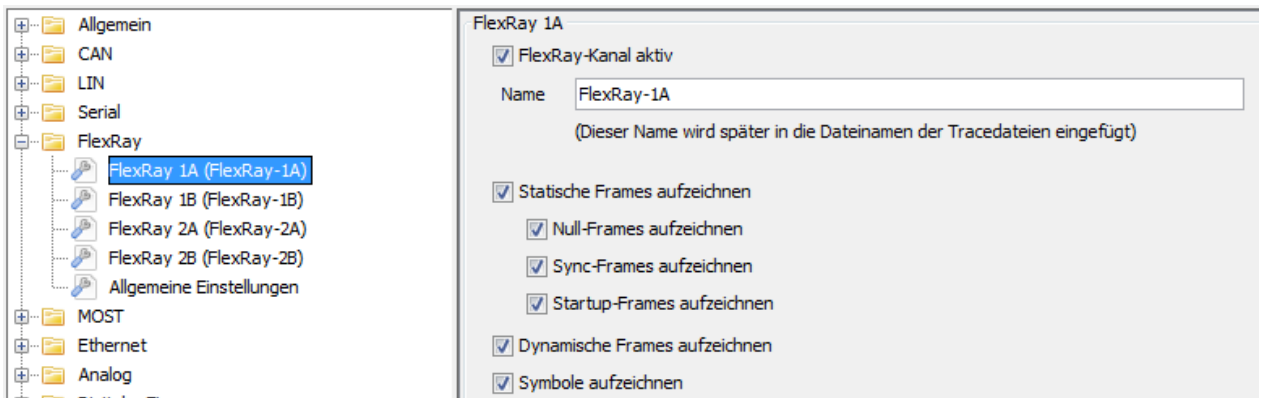 Allgemein
CAN
LIN
Serial
FlexRay
FlexRay 1A (FlexRay-1A)
FlexRay 1B (FlexRay-1B)
FlexRay 2A (FlexRay-2A)
FlexRay 2B (FlexRay-2B)
Allgemeine Einstellungen
MOST
Ethernet
Analog
FlexRay 1A
FlexRay-Kanal aktiv
Name FlexRay-1A
(Dieser Name wird später in die Dateinamen der Tracedateien eingefügt)
Statische Frames aufzeichnen
Null-Frames aufzeichnen
Sync-Frames aufzeichnen
Startup-Frames aufzeichnen
Dynamische Frames aufzeichnen
Symbole aufzeichnen